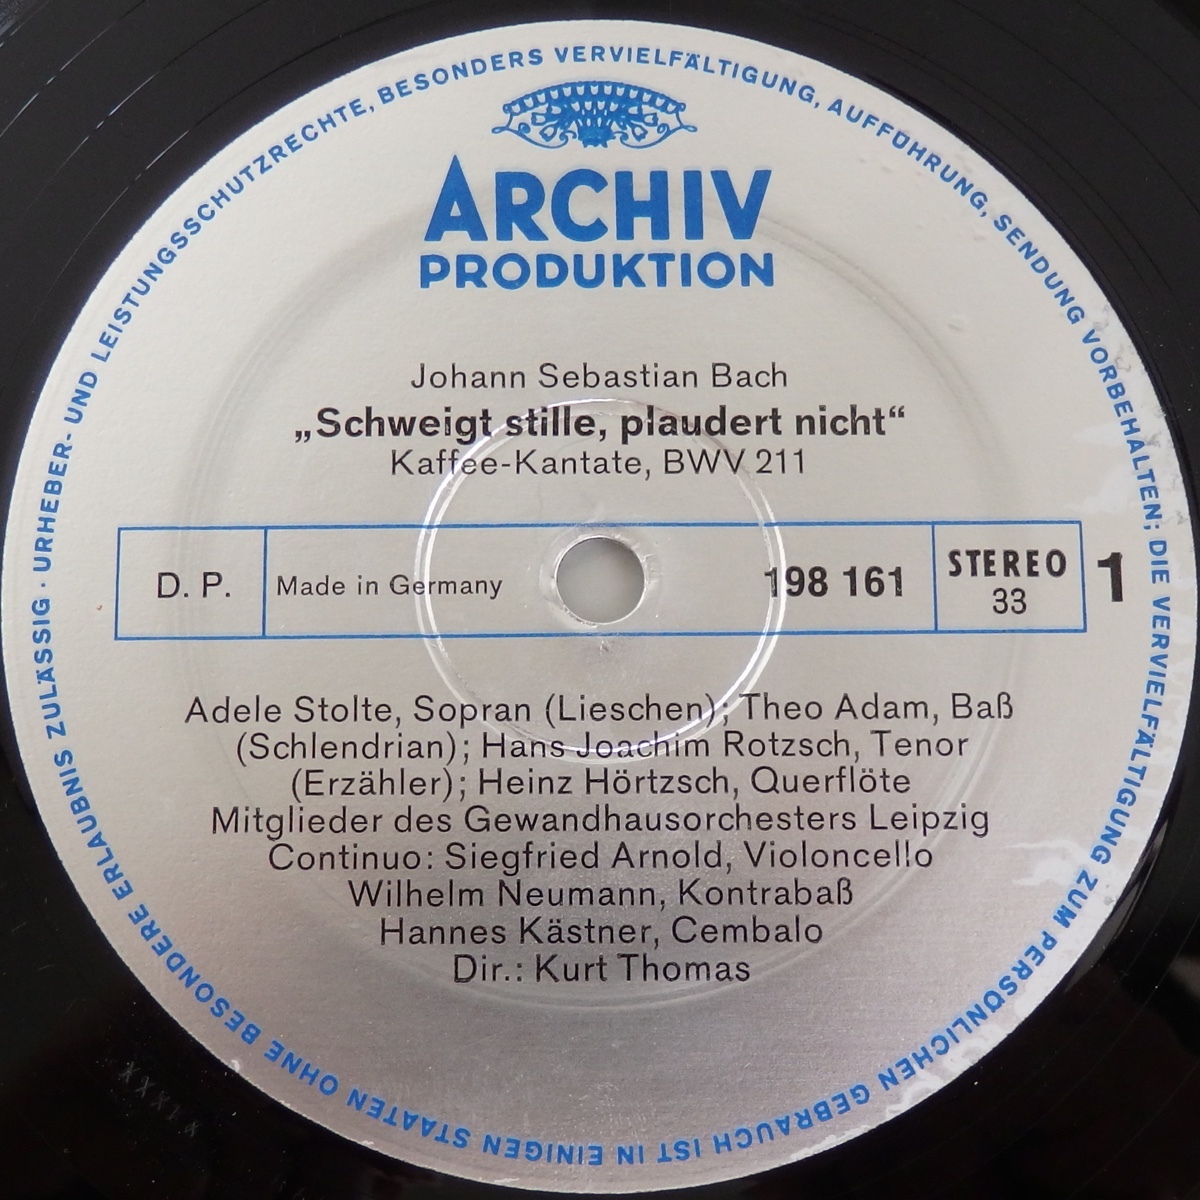 URHEBER- UND LEISTUNGSSCHUTZRECHTE, BESONDERS VERVIELFÄLTIGUNG, AUFFÜHRUNG, SENDUNG VORBEHALTEN; DIE VERVIELFÄLTIGUNG ZUM PERSÖNLICHEN GEBRAUCH IST IN EINIGEN STAATEN OHNE BESONDERE ERLAUBNIS ZULÄSSIG ·
ARCHIV
PRODUKTION
Johann Sebastian Bach
„Schweigt stille, plaudert nicht“
Kaffee-Kantate, BWV 211
D. P. Made in Germany 198 161 STEREO 1
33
Adele Stolte, Sopran (Lieschen); Theo Adam, Baß
(Schlendrian); Hans Joachim Rotzsch, Tenor
(Erzähler); Heinz Hörtzsch, Querflöte
Mitglieder des Gewandhausorchesters Leipzig
Continuo: Siegfried Arnold, Violoncello
Wilhelm Neumann, Kontrabaß
Hannes Kästner, Cembalo
Dir.: Kurt Thomas